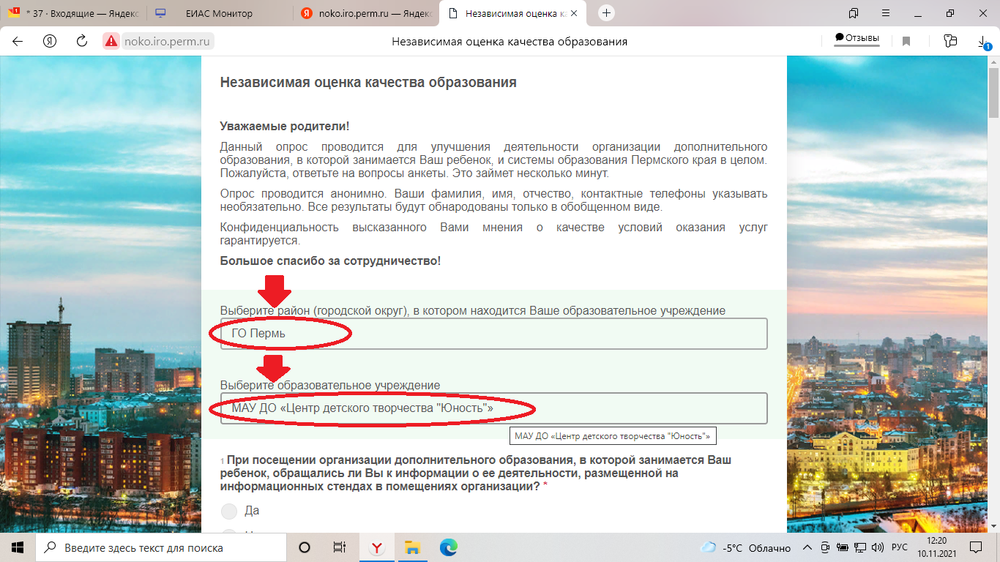 * 37 · Входящие — Яндекс
ЕИАС Монитор
noko.iro.perm.ru — Яндекс
Независимая оценка ка
noko.iro.perm.ru
Независимая оценка качества образования
Отзывы
1
Независимая оценка качества образования
Уважаемые родители!
Данный опрос проводится для улучшения деятельности организации дополнительного
образования, в которой занимается Ваш ребенок, и системы образования Пермского края в целом.
Пожалуйста, ответьте на вопросы анкеты. Это займет несколько минут.
Опрос проводится анонимно. Ваши фамилия, имя, отчество, контактные телефоны указывать
необязательно. Все результаты будут обнародованы только в обобщенном виде.
Конфиденциальность высказанного Вами мнения о качестве условий оказания услуг
гарантируется.
Большое спасибо за сотрудничество!
Выберите район (городской округ), в котором находится Ваше образовательное учреждение
ГО Пермь
Выберите образовательное учреждение
МАУ ДО «Центр детского творчества "Юность"»
МАУ ДО «Центр детского творчества "Юность"»
1 При посещении организации дополнительного образования, в которой занимается Ваш
ребенок, обращались ли Вы к информации о ее деятельности, размещенной на
информационных стендах в помещениях организации? *
Да
Введите здесь текст для поиска
-5°C Облачно
РУС
12:20
10.11.2021